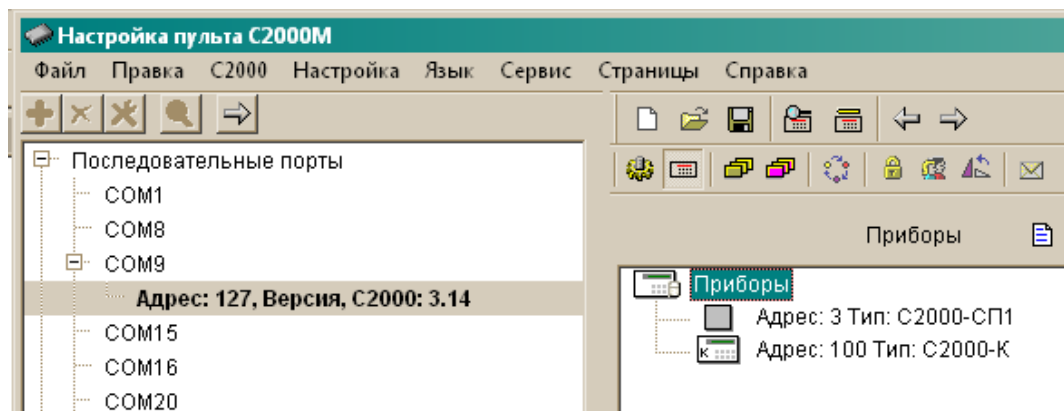 Настройка пульта С2000М
Файл Правка С2000 Настройка Язык Сервис Страницы Справка
Последовательные порты
COM1
COM8
COM9
Адрес: 127, Версия, С2000: 3.14
COM15
COM16
COM20
Приборы
Приборы
Адрес: 3 Тип: С2000-СП1
К
Адрес: 100 Тип: С2000-К